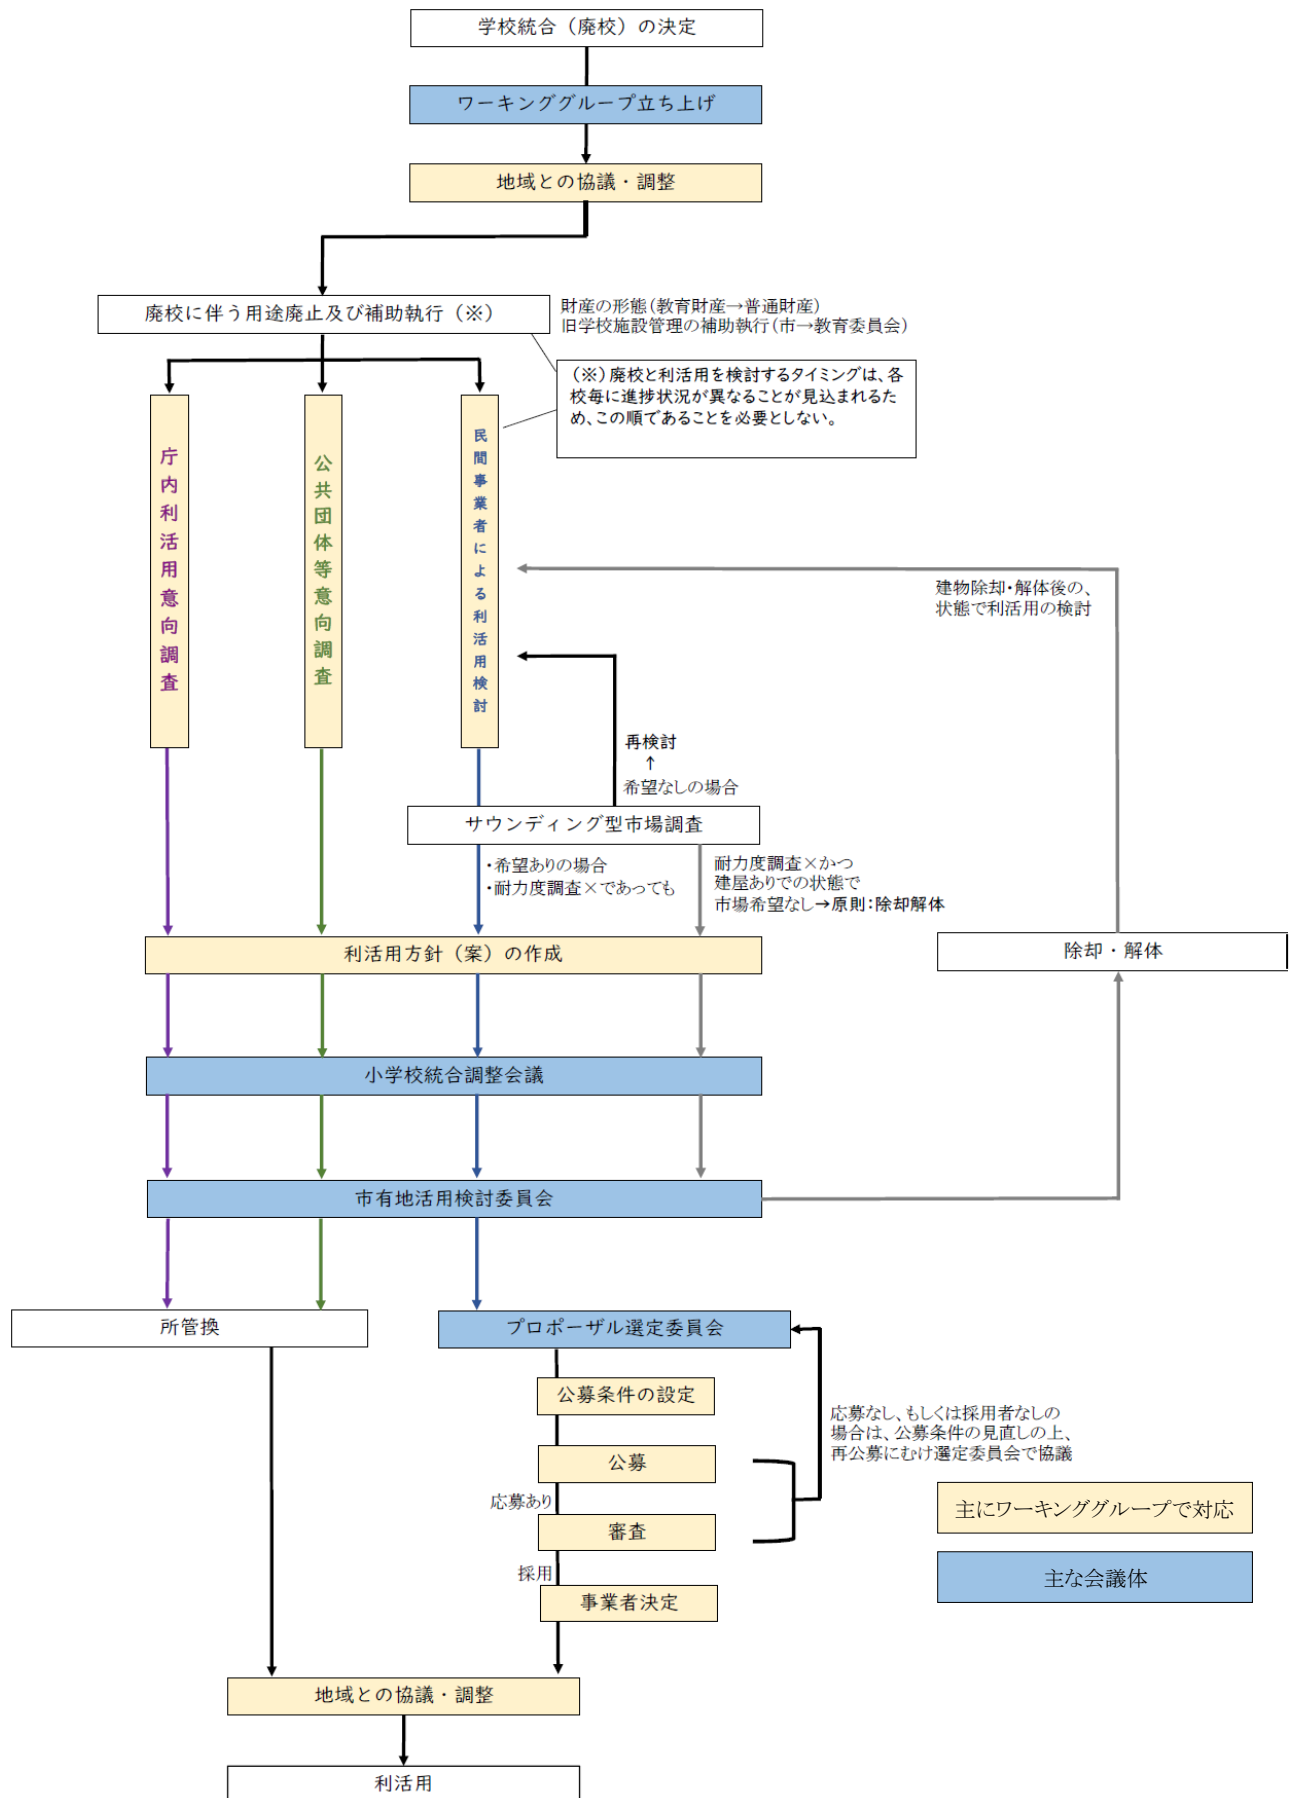 学校統合（廃校）の決定
ワーキンググループ立ち上げ
地域との協議・調整
廃校に伴う用途廃止及び補助執行（※）
財産の形態（教育財産→普通財産）
旧学校施設管理の補助執行（市→教育委員会）
（※）廃校と利活用を検討するタイミングは、各
校毎に進捗状況が異なることが見込まれるた
め、この順であることを必要としない。
庁内利活用意向調査
公共団体等意向調査
民間事業者による利活用検討
建物除却・解体後の、
状態で利活用の検討
再検討
↑
希望なしの場合
サウンディング型市場調査
・希望ありの場合
・耐力度調査×であっても
耐力度調査×かつ
建屋ありでの状態で
市場希望なし→原則：除却解体
利活用方針（案）の作成
除却・解体
小学校統合調整会議
市有地活用検討委員会
所管換
プロポーザル選定委員会
公募条件の設定
公募
応募あり
審査
採用
事業者決定
応募なし、もしくは採用者なしの
場合は、公募条件の見直しの上、
再公募にむけ選定委員会で協議
主にワーキンググループで対応
主な会議体
地域との協議・調整
利活用